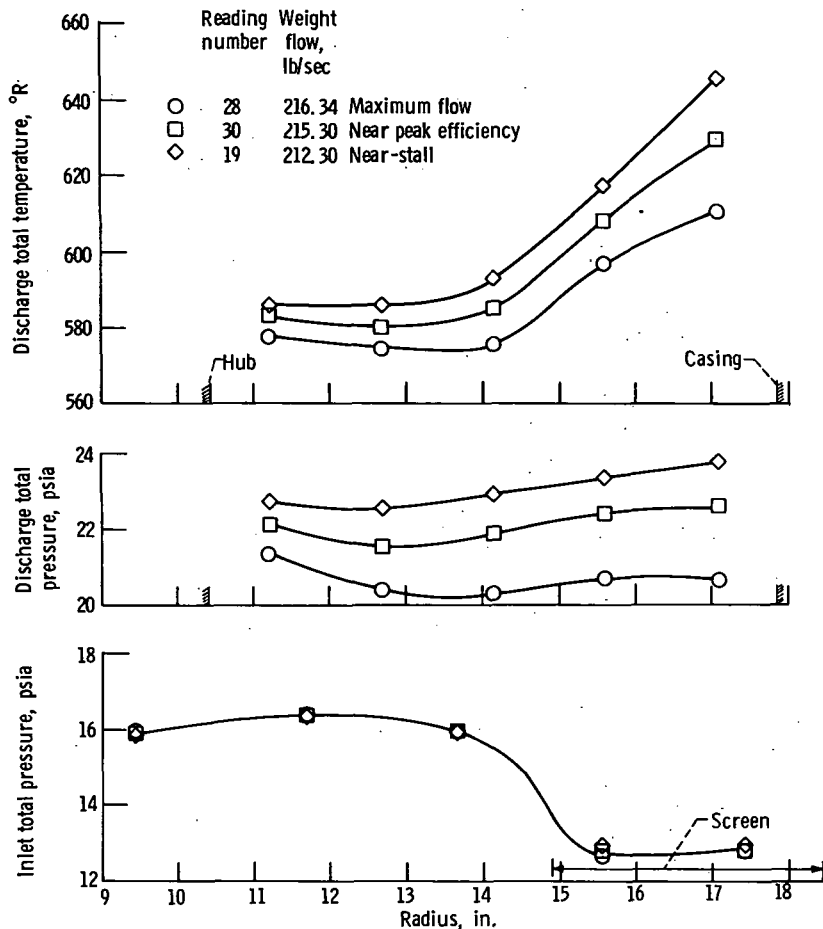 Reading Weight
number flow,
lb/sec
28 216.34 Maximum flow
30 215.30 Near peak efficiency
19 212.30 Near-stall
Discharge total temperature, °R
660
640
620
600
580
560
Hub
Casing
Discharge total
pressure, psia
24
22
20
Inlet total pressure, psia
18
16
14
12
Screen
9 10 11 12 13 14 15 16 17 18
Radius, in.